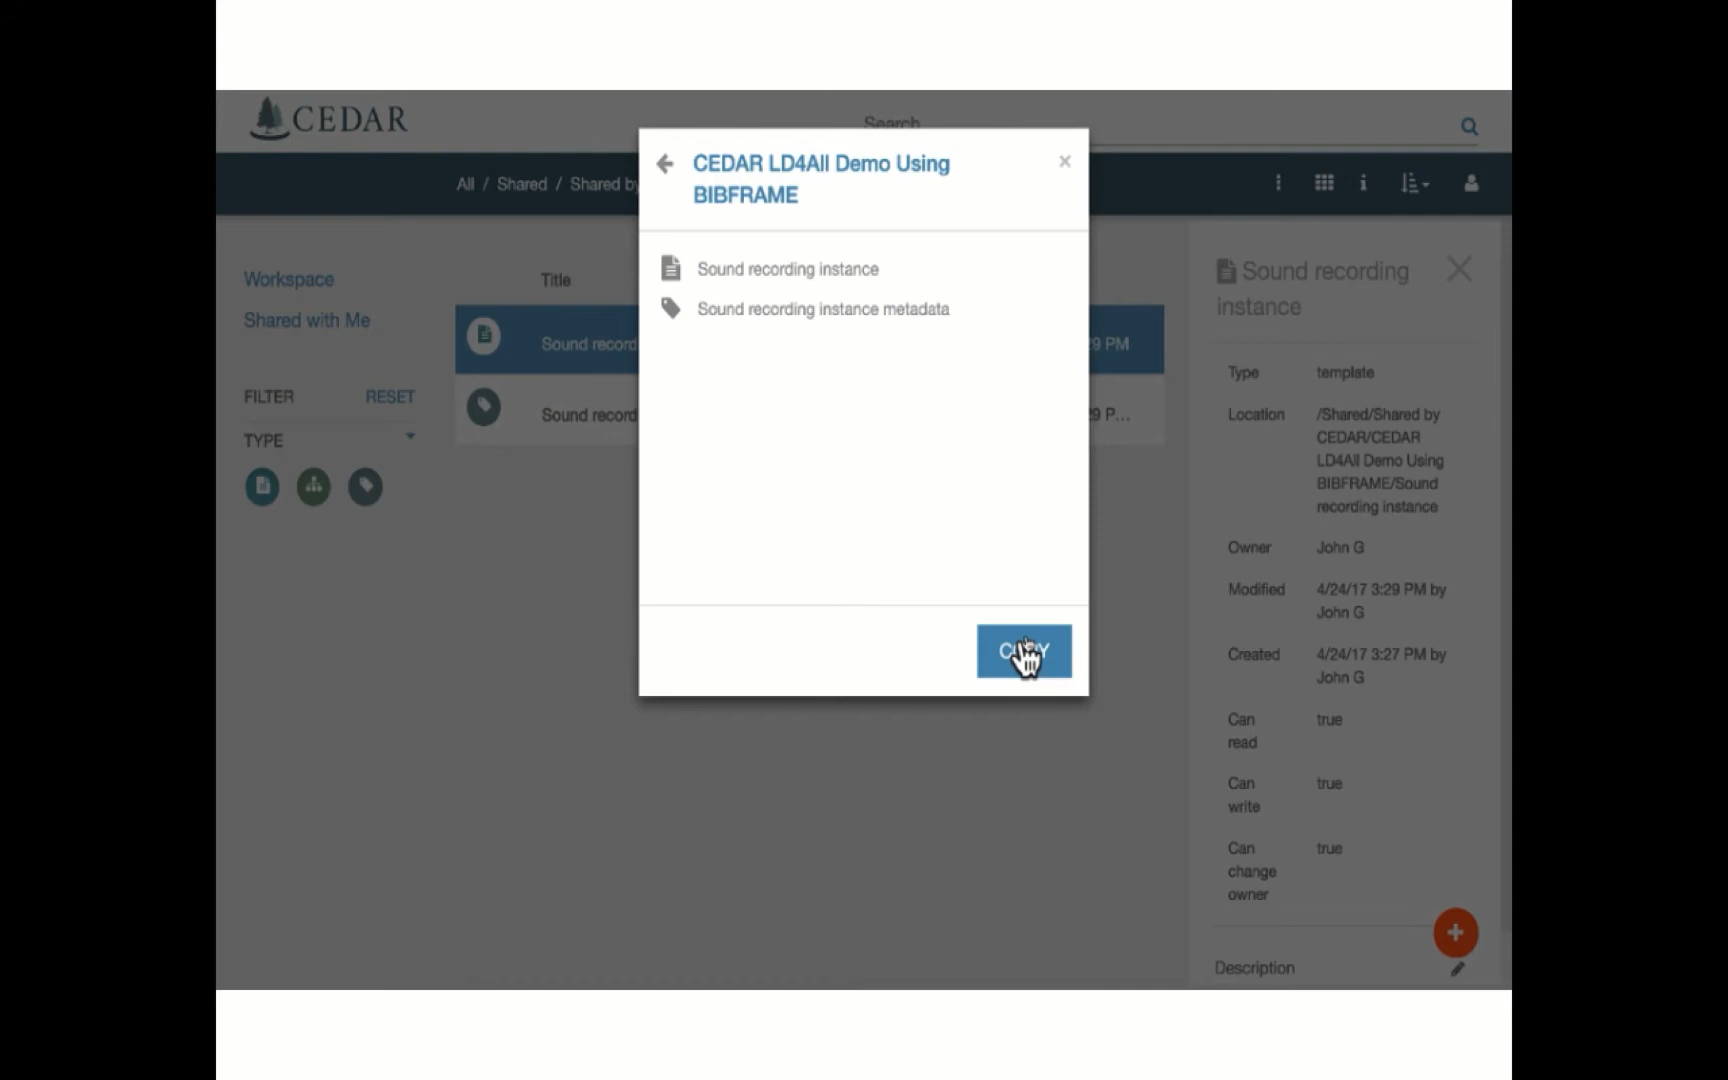 CEDAR
Search
All / Shared / Shared by
CEDAR LD4All Demo Using
BIBFRAME
×
Sound recording instance
Sound recording instance metadata
Workspace
Shared with Me
FILTER RESET
TYPE
Title
Sound record
29 PM
Sound record
29 P...
Sound recording
instance
Type template
Location /Shared/Shared by
CEDAR/CEDAR
LD4All Demo Using
BIBFRAME/Sound
recording instance
Owner John G
Modified 4/24/17 3:29 PM by
John G
Created 4/24/17 3:27 PM by
John G
Can true
read
Can true
write
Can true
change
owner
Description